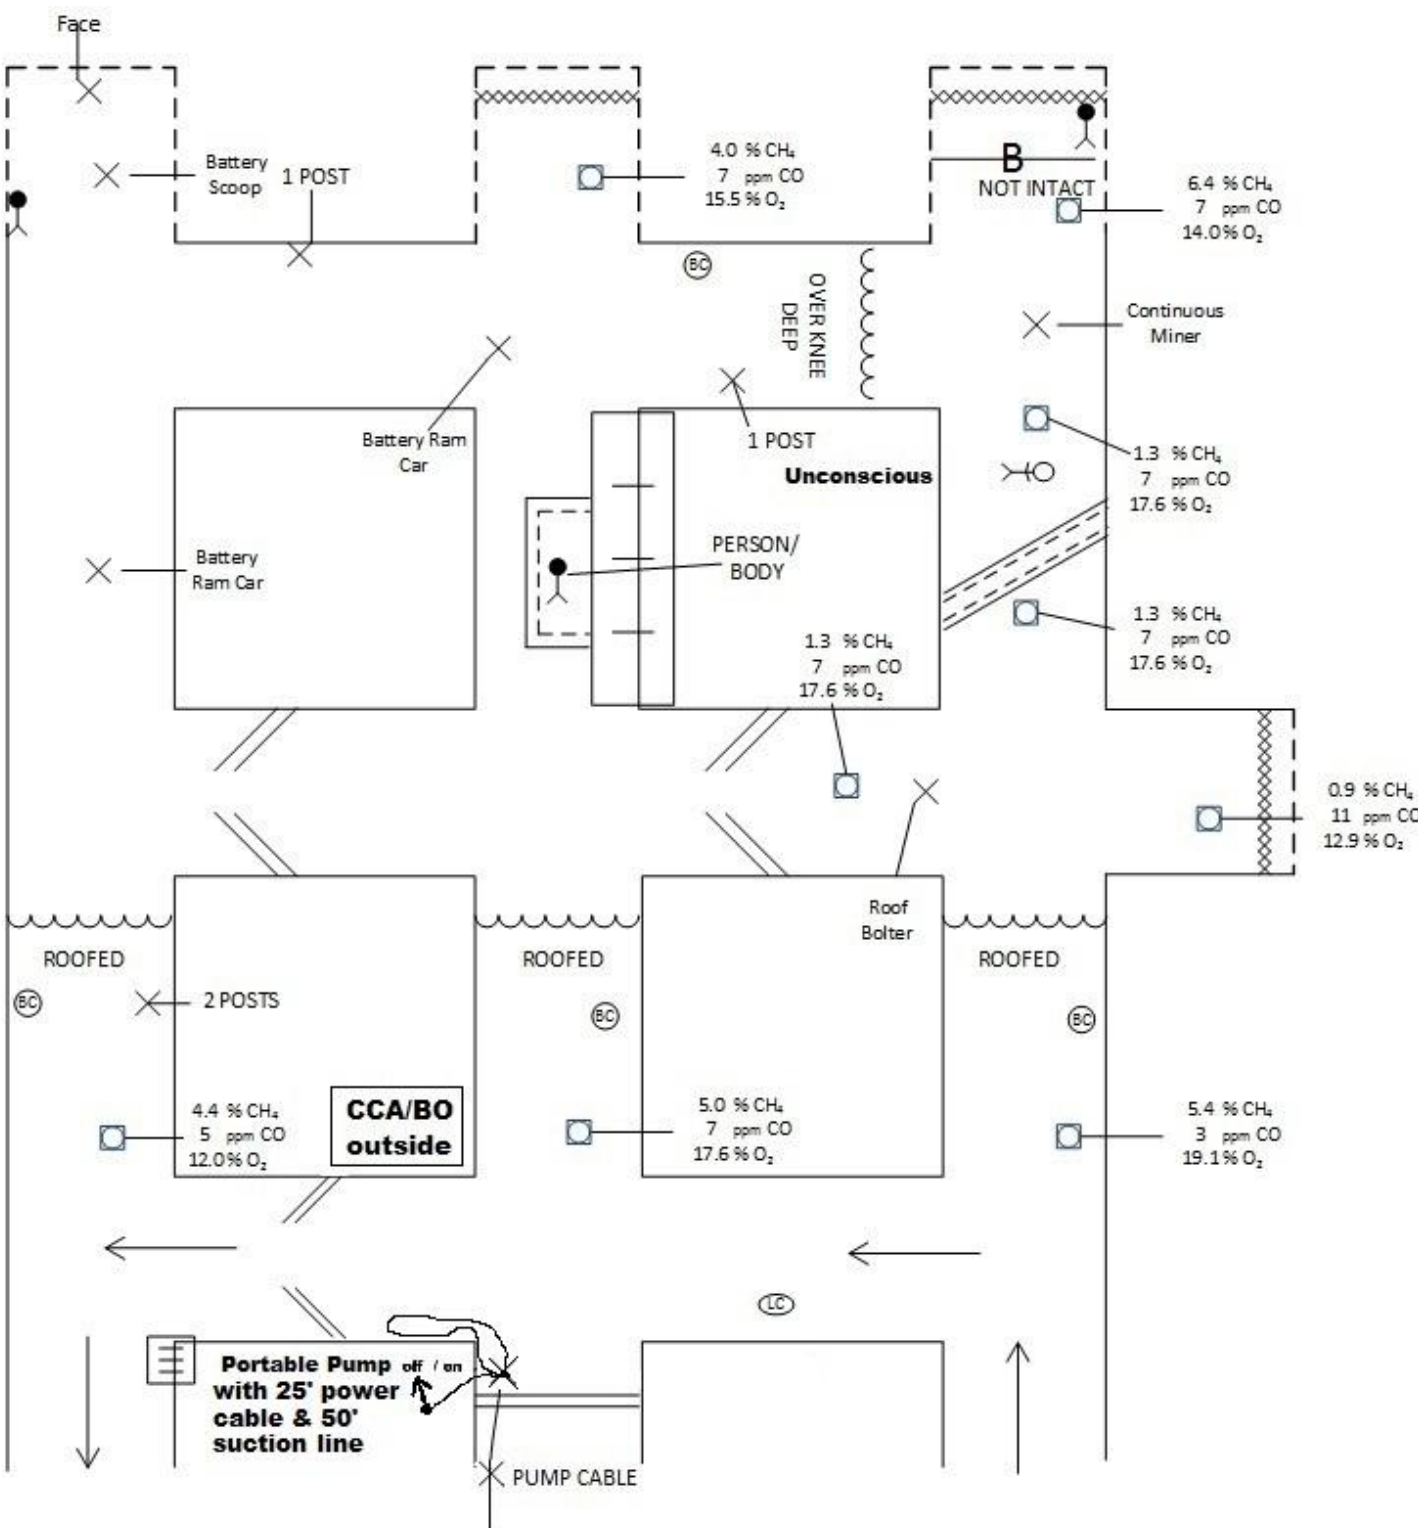 Face
Battery
Scoop
1 POST
4.0 % CH₄
7 ppm CO
15.5 % O₂
B
NOT INTACT
6.4 % CH₄
7 ppm CO
14.0 % O₂
BC
OVER KNEE
DEEP
Continuous
Miner
Battery Ram
Car
1 POST
Unconscious
1.3 % CH₄
7 ppm CO
17.6 % O₂
Battery
Ram Car
PERSON/
BODY
1.3 % CH₄
7 ppm CO
17.6 % O₂
1.3 % CH₄
7 ppm CO
17.6 % O₂
0.9 % CH₄
11 ppm CO
12.9 % O₂
Roof
Bolter
ROOFED
ROOFED
ROOFED
BC
2 POSTS
BC
BC
4.4 % CH₄
5 ppm CO
12.0 % O₂
CCA/BO
outside
5.0 % CH₄
7 ppm CO
17.6 % O₂
5.4 % CH₄
3 ppm CO
19.1 % O₂
LC
Portable Pump off / on
with 25' power
cable & 50'
suction line
PUMP CABLE